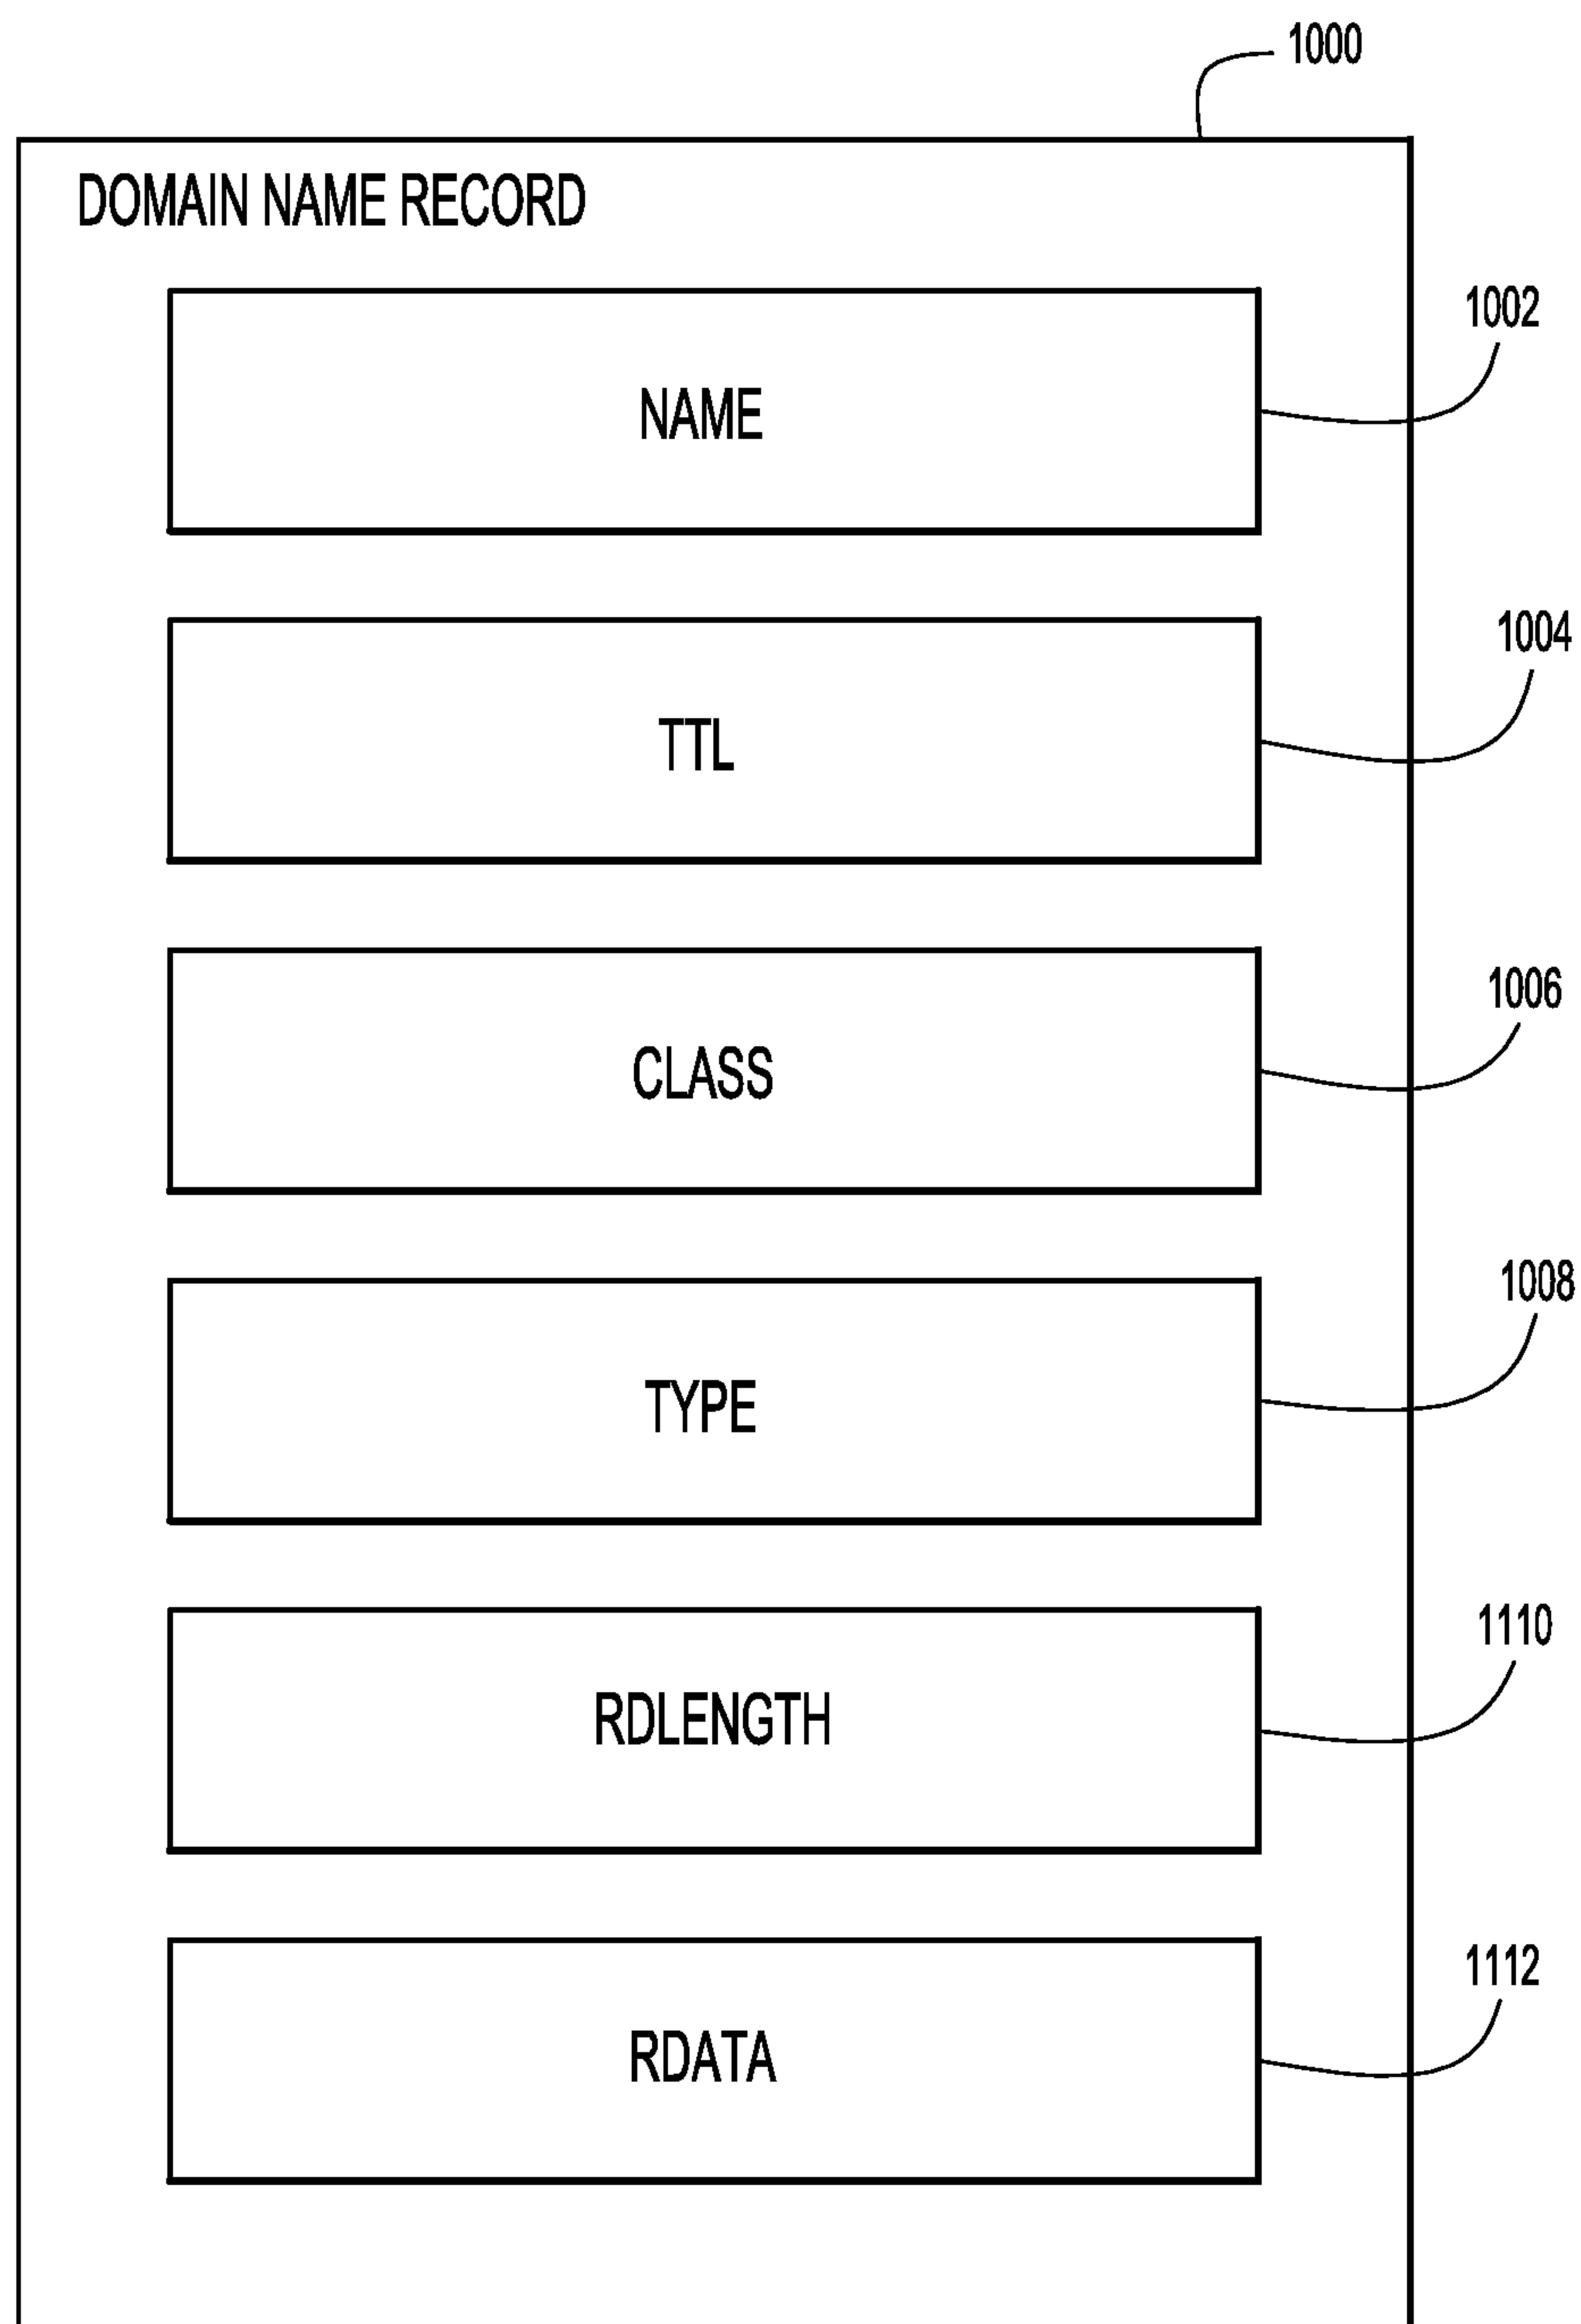 1000
DOMAIN NAME RECORD
1002
NAME
1004
TTL
1006
CLASS
1008
TYPE
1110
RDLENGTH
1112
RDATA